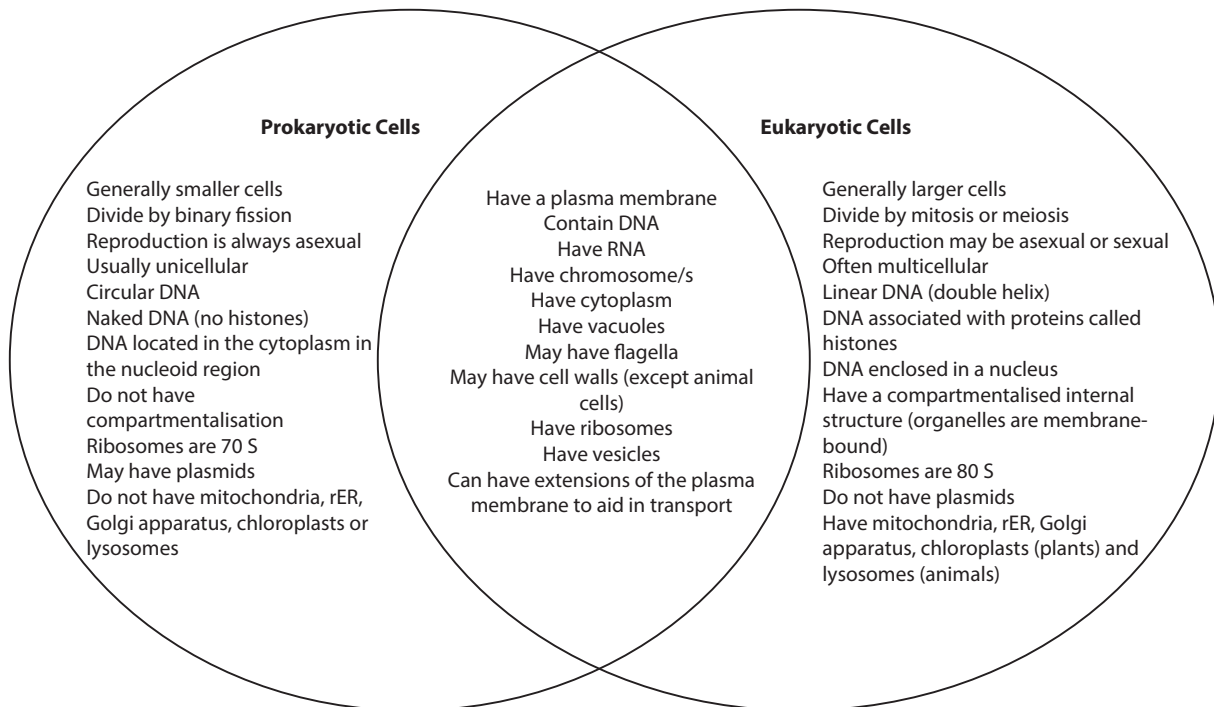 Prokaryotic Cells
Generally smaller cells
Divide by binary fission
Reproduction is always asexual
Usually unicellular
Circular DNA
Naked DNA (no histones)
DNA located in the cytoplasm in
the nucleoid region
Do not have
compartmentalisation
Ribosomes are 70 S
May have plasmids
Do not have mitochondria, rER,
Golgi apparatus, chloroplasts or
lysosomes
Have a plasma membrane
Contain DNA
Have RNA
Have chromosome/s
Have cytoplasm
Have vacuoles
May have flagella
May have cell walls (except animal
cells)
Have ribosomes
Have vesicles
Can have extensions of the plasma
membrane to aid in transport
Eukaryotic Cells
Generally larger cells
Divide by mitosis or meiosis
Reproduction may be asexual or sexual
Often multicellular
Linear DNA (double helix)
DNA associated with proteins called
histones
DNA enclosed in a nucleus
Have a compartmentalised internal
structure (organelles are membrane-
bound)
Ribosomes are 80 S
Do not have plasmids
Have mitochondria, rER, Golgi
apparatus, chloroplasts (plants) and
lysosomes (animals)